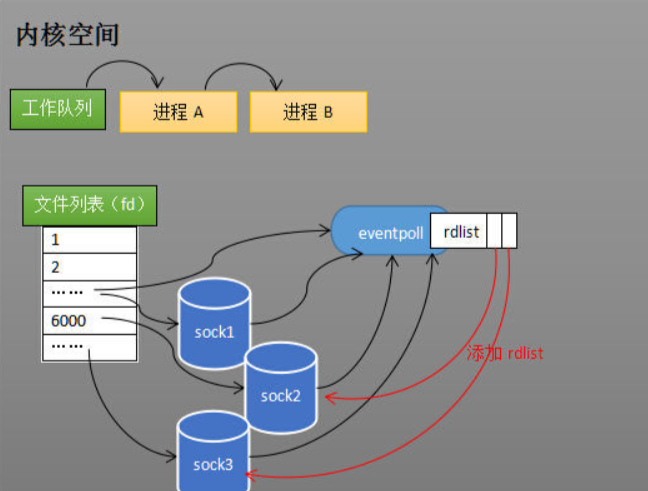 内核空间
工作队列
进程 A
进程 B
文件列表（fd）
1
2
……
6000
……
eventpoll
rdlist
sock1
添加 rdlist
sock2
sock3